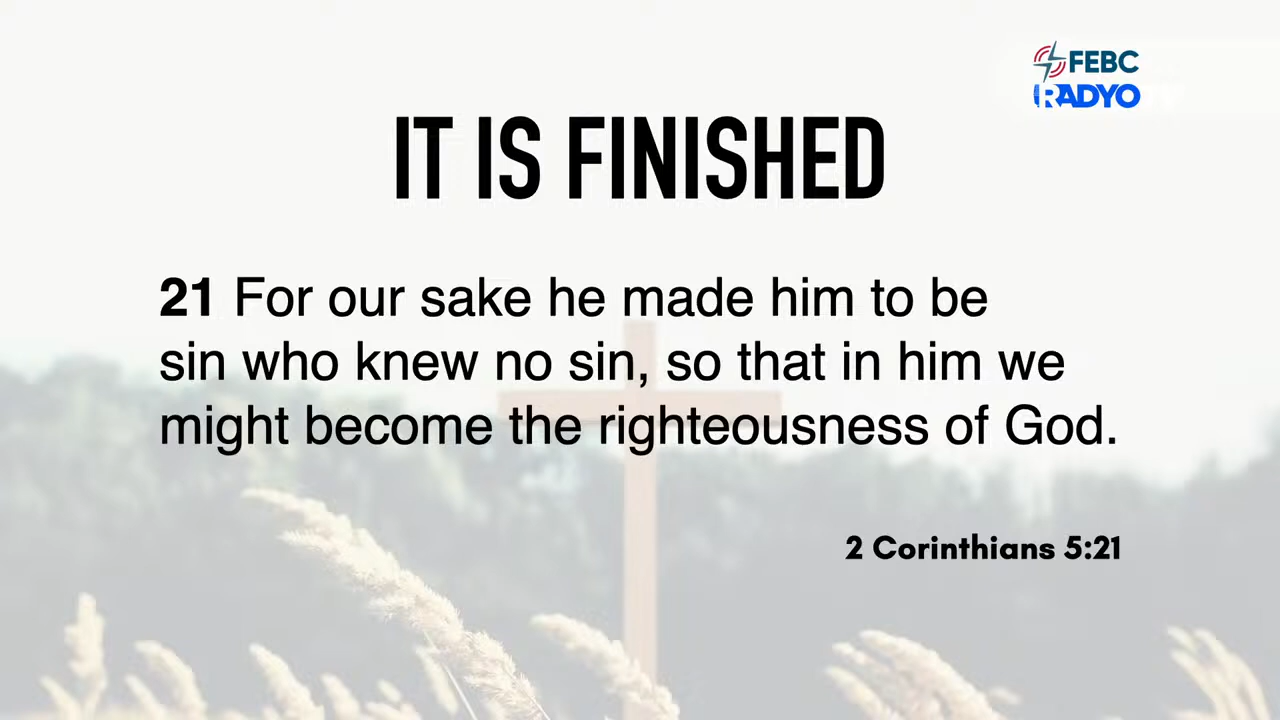 FEBC
RADYO
IT IS FINISHED
21 For our sake he made him to be
sin who knew no sin, so that in him we
might become the righteousness of God.
2 Corinthians 5:21